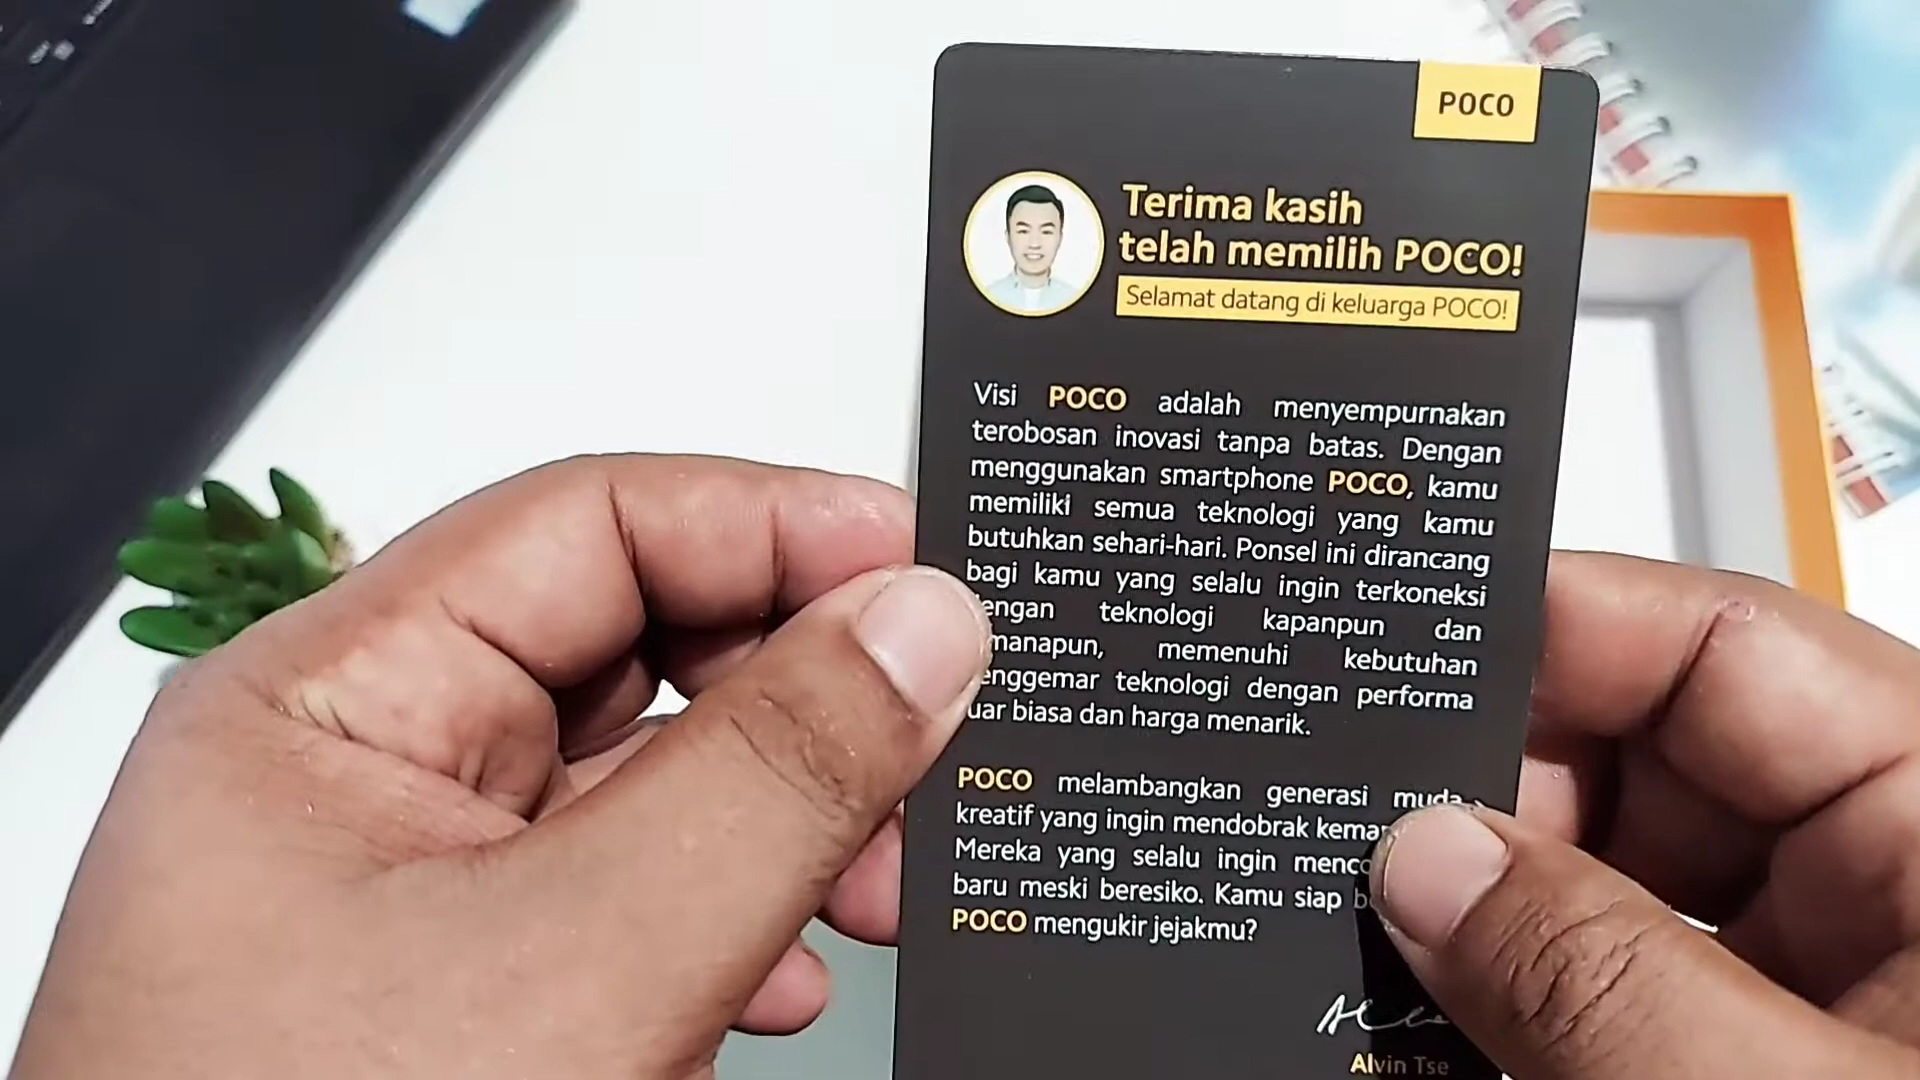 POCO
Terima kasih
telah memilih POCO!
Selamat datang di keluarga POCO!
Visi POCO adalah menyempurnakan
terobosan inovasi tanpa batas. Dengan
menggunakan smartphone POCO, kamu
memiliki semua teknologi yang kamu
butuhkan sehari-hari. Ponsel ini dirancang
bagi kamu yang selalu ingin terkoneksi
teknologi kapanpun dan
memenuhi kebutuhan
teknologi dengan performa
biasa dan harga menarik.
POCO melambangkan generasi muda
kreatif yang ingin mendobrak
Mereka yang selalu ingin
baru meski beresiko. Kamu siap
POCO mengukir jejakmu?
Alvin Tse